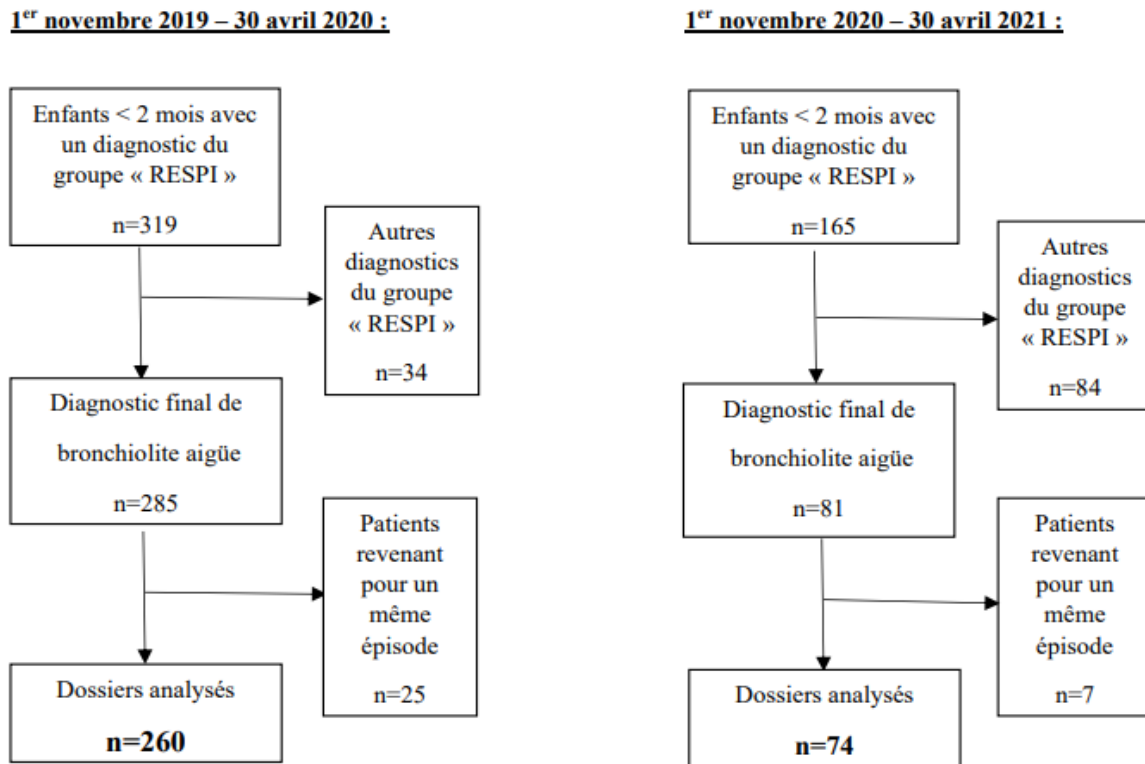 1er novembre 2019 – 30 avril 2020 :
Enfants < 2 mois avec
un diagnostic du
groupe « RESPI »
n=319
Autres
diagnostics
du groupe
« RESPI »
n=34
Diagnostic final de
bronchiolite aigüe
n=285
Patients
revenant
pour un
même
épisode
n=25
Dossiers analysés
n=260
1er novembre 2020 – 30 avril 2021 :
Enfants < 2 mois avec
un diagnostic du
groupe « RESPI »
n=165
Autres
diagnostics
du groupe
« RESPI »
n=84
Diagnostic final de
bronchiolite aigüe
n=81
Patients
revenant
pour un
même
épisode
n=7
Dossiers analysés
n=74